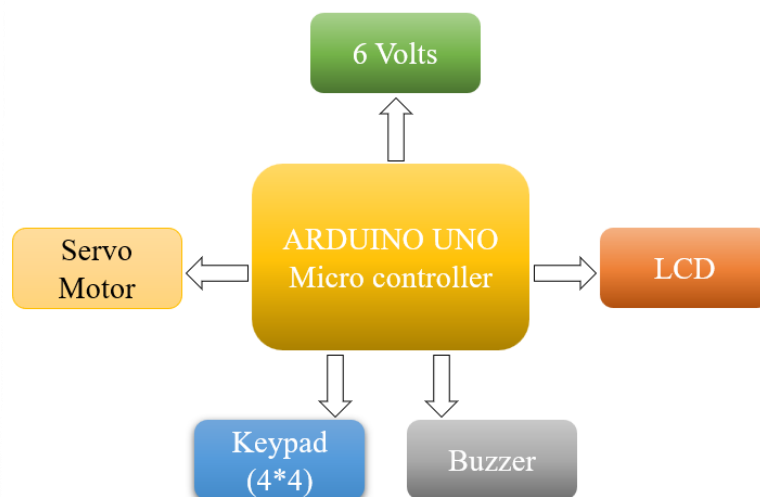 6 Volts
ARDUINO UNO
Micro controller
Servo
Motor
LCD
Keypad
(4*4)
Buzzer